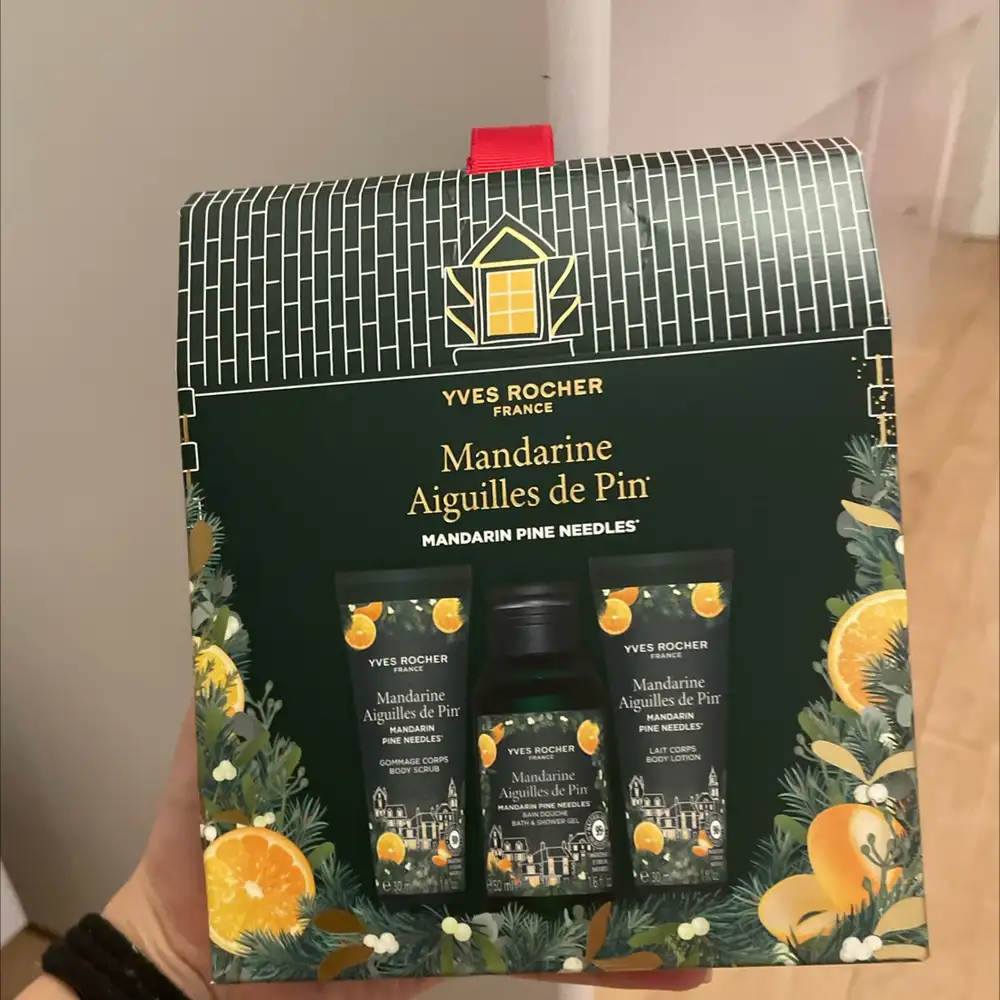 YVES ROCHER
FRANCE
Mandarine
Aiguilles de Pin*
MANDARIN PINE NEEDLES*
YVES ROCHER
FRANCE
Mandarine
Aiguilles de Pin*
MANDARIN
PINE NEEDLES*
GOMMAGE CORPS
BODY SCRUB
℮ 30 ml
YVES ROCHER
FRANCE
Mandarine
Aiguilles de Pin*
MANDARIN PINE NEEDLES*
BAIN DOUCHE
BATH & SHOWER GEL
℮ 50 ml
YVES ROCHER
FRANCE
Mandarine
Aiguilles de Pin*
MANDARIN
PINE NEEDLES*
LAIT CORPS
BODY LOTION
℮ 30 ml